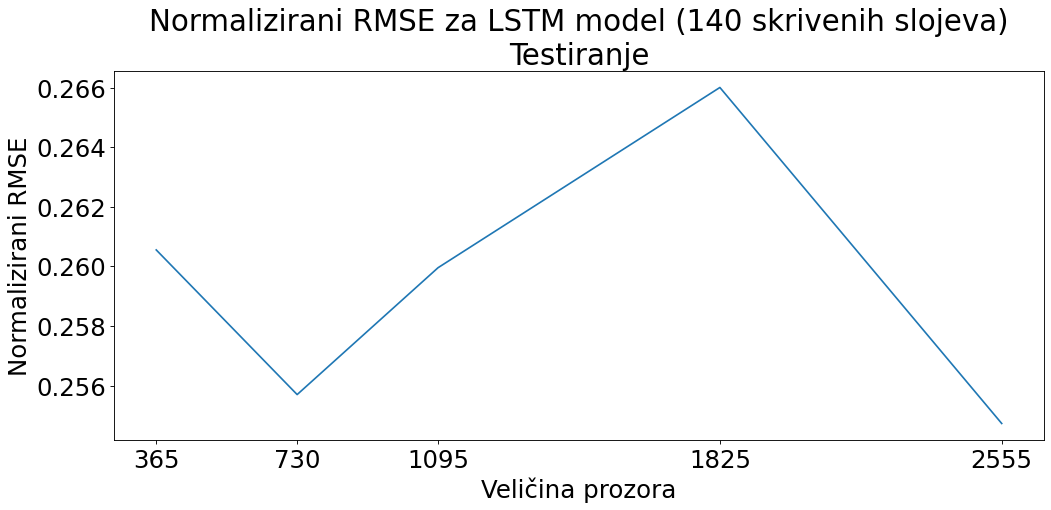 Normalizirani RMSE za LSTM model (140 skrivenih slojeva)
Testiranje
Normalizirani RMSE
0.266
0.264
0.262
0.260
0.258
0.256
365 730 1095 1825 2555
Veličina prozora